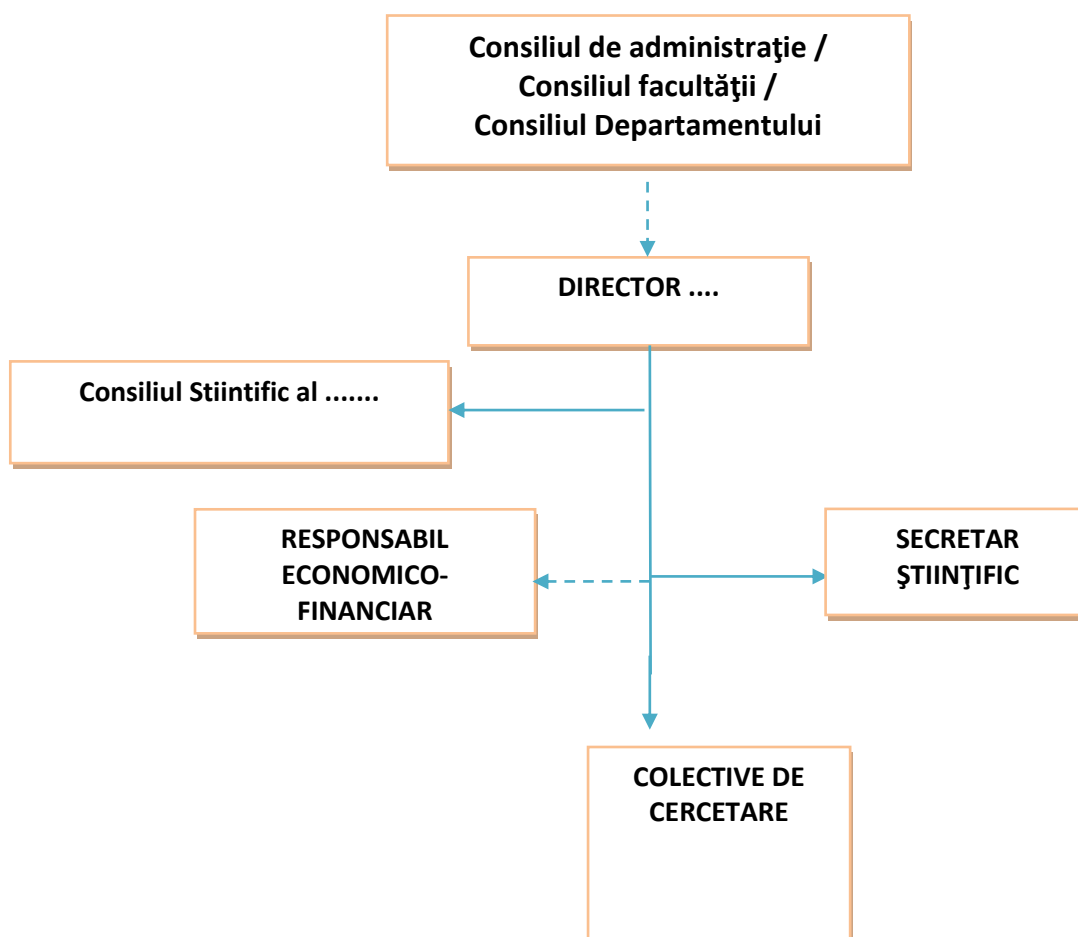 Consiliul de administraţie /
Consiliul facultăţii /
Consiliul Departamentului
DIRECTOR ....
Consiliul Stiintific al .......
RESPONSABIL
ECONOMICO-
FINANCIAR
SECRETAR
ŞTIINŢIFIC
COLECTIVE DE
CERCETARE